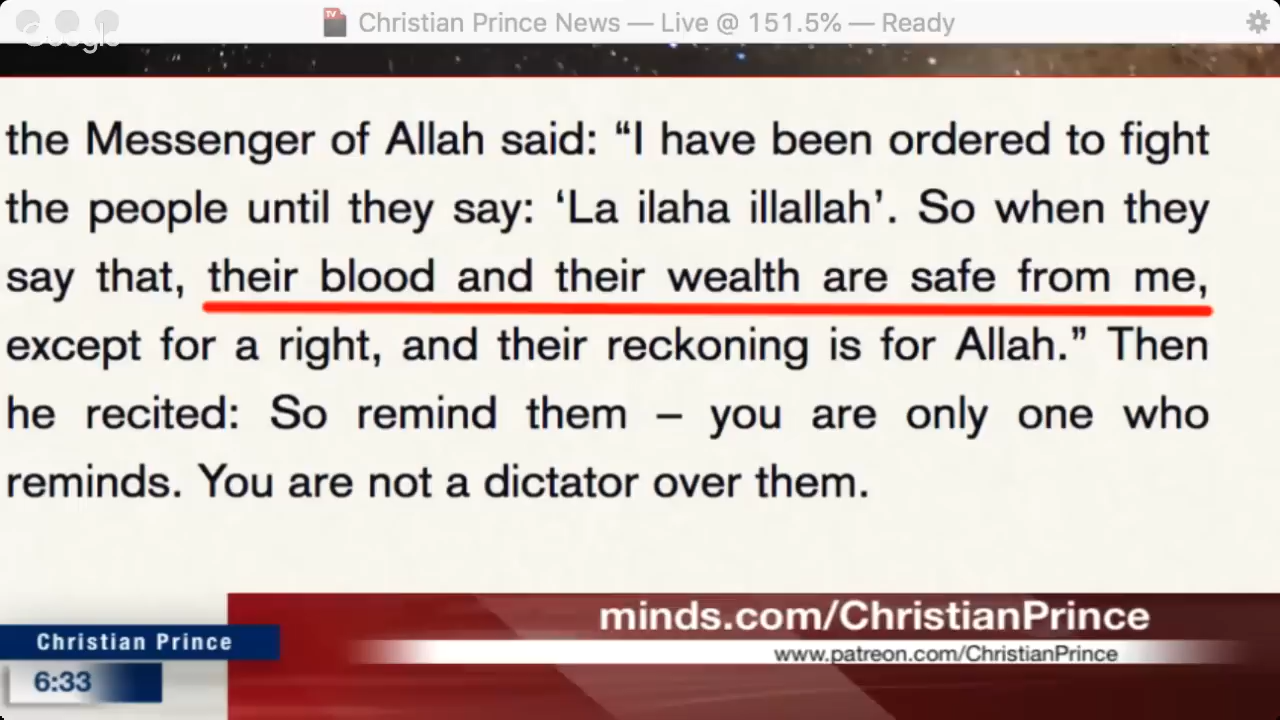 Christian Prince News — Live @ 151.5% — Ready
Google
the Messenger of Allah said: “I have been ordered to fight
the people until they say: ‘La ilaha illallah’. So when they
say that, their blood and their wealth are safe from me,
except for a right, and their reckoning is for Allah.” Then
he recited: So remind them – you are only one who
reminds. You are not a dictator over them.
minds.com/ChristianPrince
Christian Prince
www.patreon.com/ChristianPrince
6:33